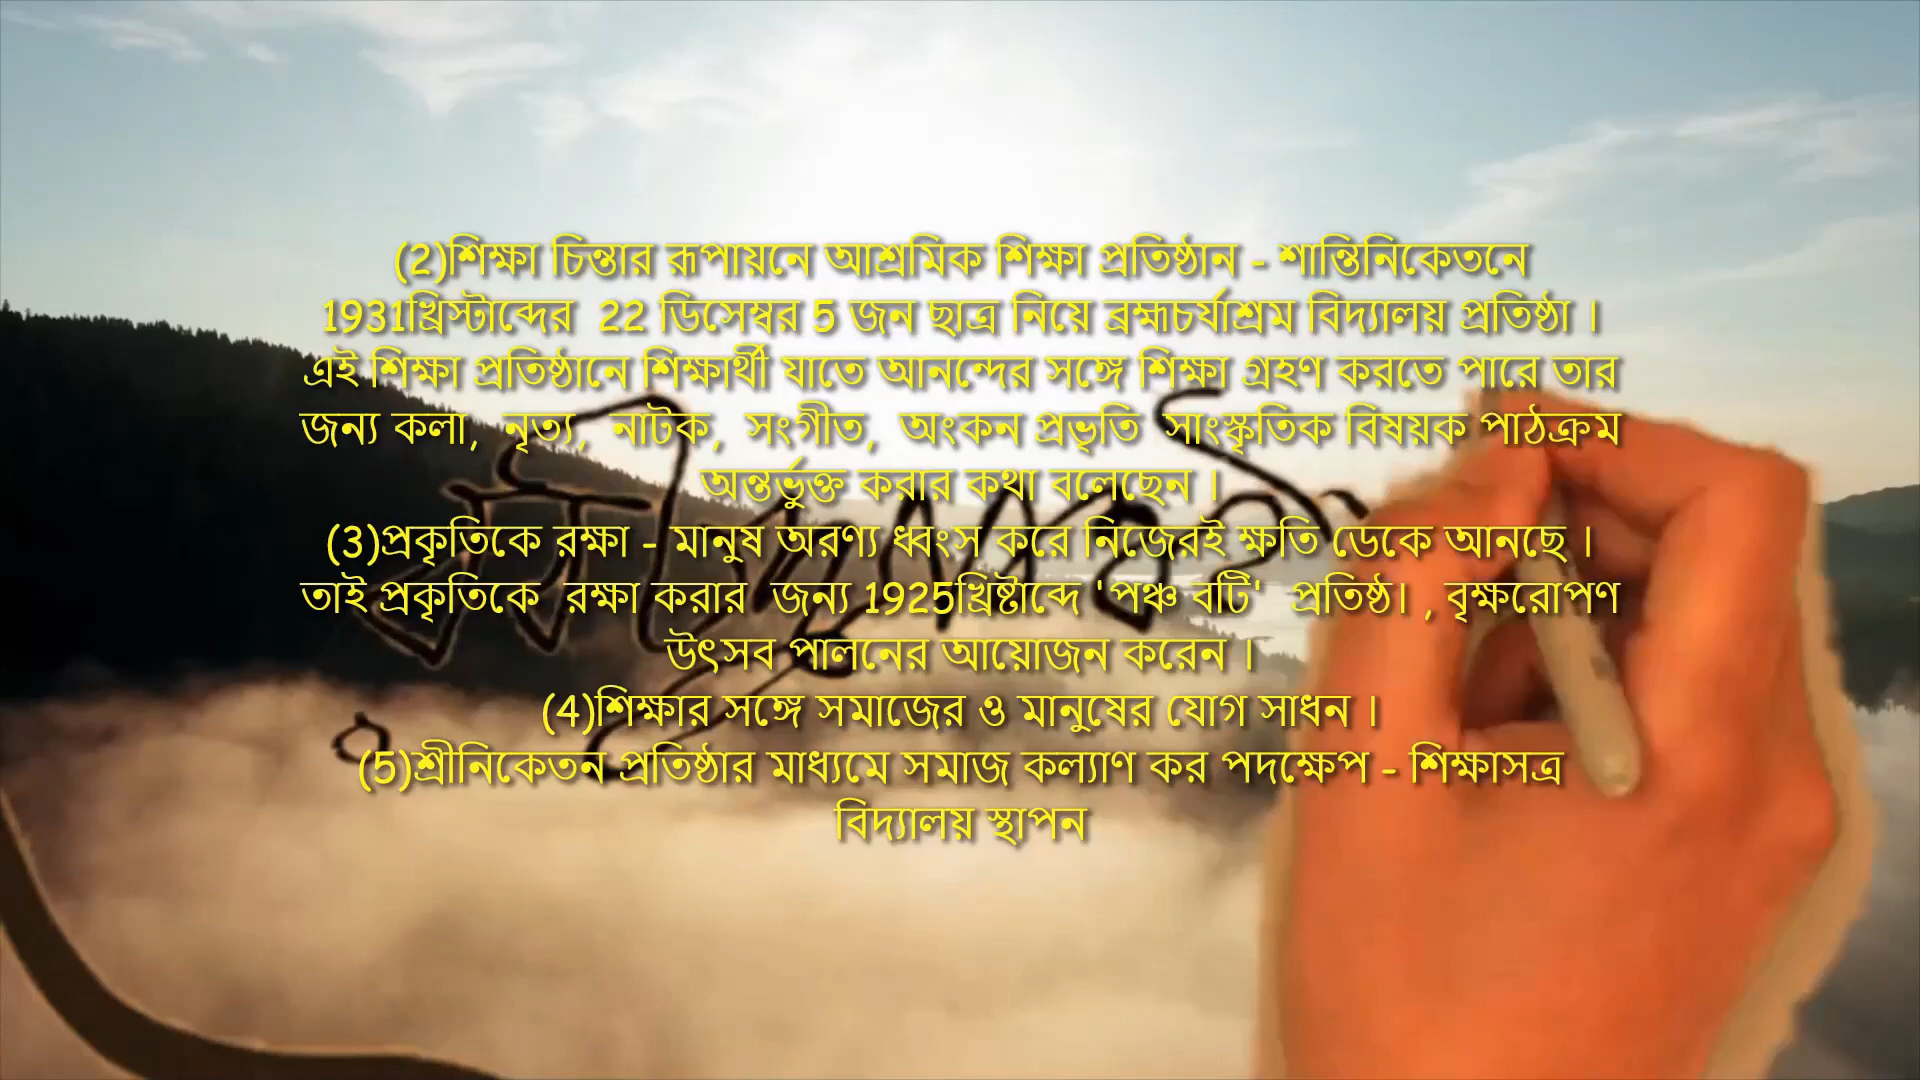 (2)শিক্ষা চিন্তার রূপায়নে আশ্রমিক শিক্ষা প্রতিষ্ঠান - শান্তিনিকেতনে
1931খ্রিস্টাব্দের 22 ডিসেম্বর 5 জন ছাত্র নিয়ে ব্রহ্মচর্যাশ্রম বিদ্যালয় প্রতিষ্ঠা ।
এই শিক্ষা প্রতিষ্ঠানে শিক্ষার্থী যাতে আনন্দের সঙ্গে শিক্ষা গ্রহণ করতে পারে তার
জন্য কলা, নৃত্য, নাটক, সংগীত, অংকন প্রভৃতি সাংস্কৃতিক বিষয়ক পাঠক্রম
অন্তর্ভুক্ত করার কথা বলেছেন ।
(3)প্রকৃতিকে রক্ষা - মানুষ অরণ্য ধ্বংস করে নিজেরই ক্ষতি ডেকে আনছে ।
তাই প্রকৃতিকে রক্ষা করার জন্য 1925খ্রিষ্টাব্দে 'পঞ্চ বটি' প্রতিষ্ঠ। , বৃক্ষরোপণ
উৎসব পালনের আয়োজন করেন ।
(4)শিক্ষার সঙ্গে সমাজের ও মানুষের যোগ সাধন ।
(5)শ্রীনিকেতন প্রতিষ্ঠার মাধ্যমে সমাজ কল্যাণ কর পদক্ষেপ - শিক্ষাসত্র
বিদ্যালয় স্থাপন